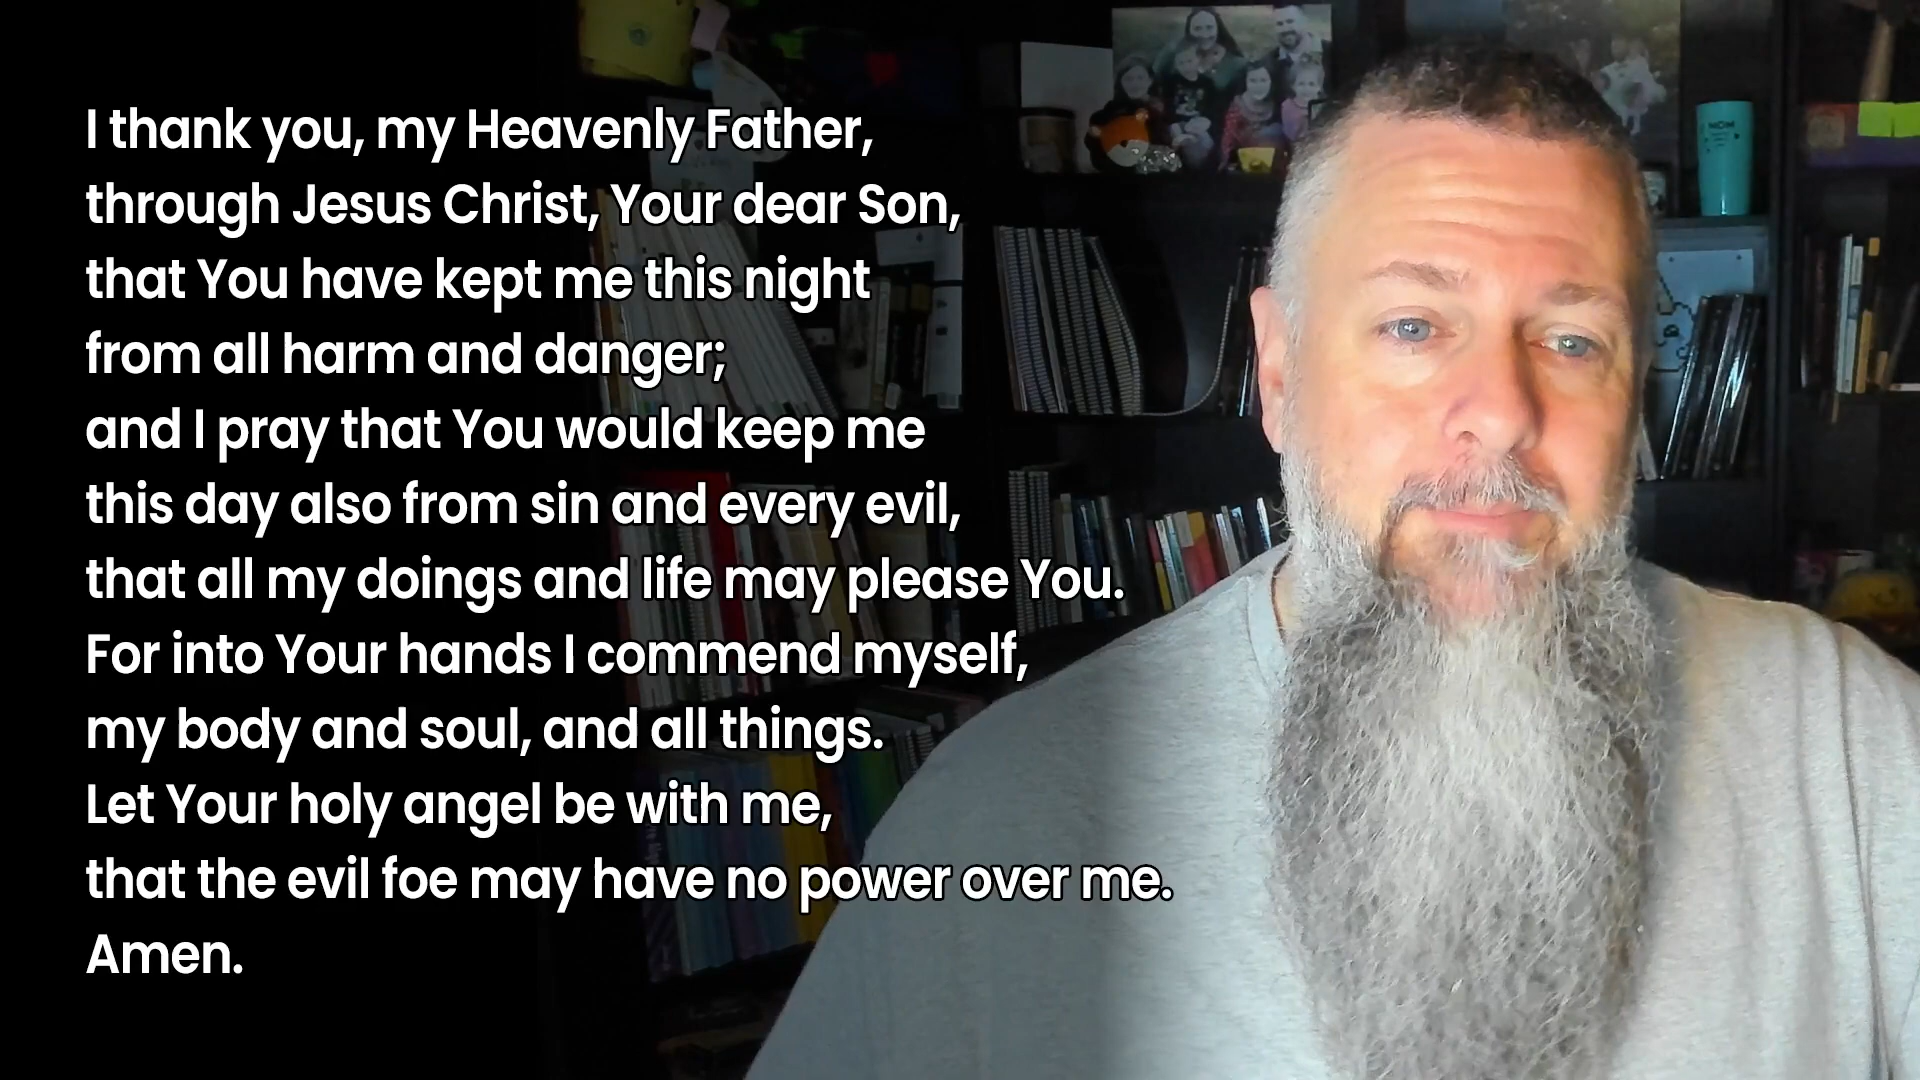 I thank you, my Heavenly Father,
through Jesus Christ, Your dear Son,
that You have kept me this night
from all harm and danger;
and I pray that You would keep me
this day also from sin and every evil,
that all my doings and life may please You.
For into Your hands I commend myself,
my body and soul, and all things.
Let Your holy angel be with me,
that the evil foe may have no power over me.
Amen.
MOM